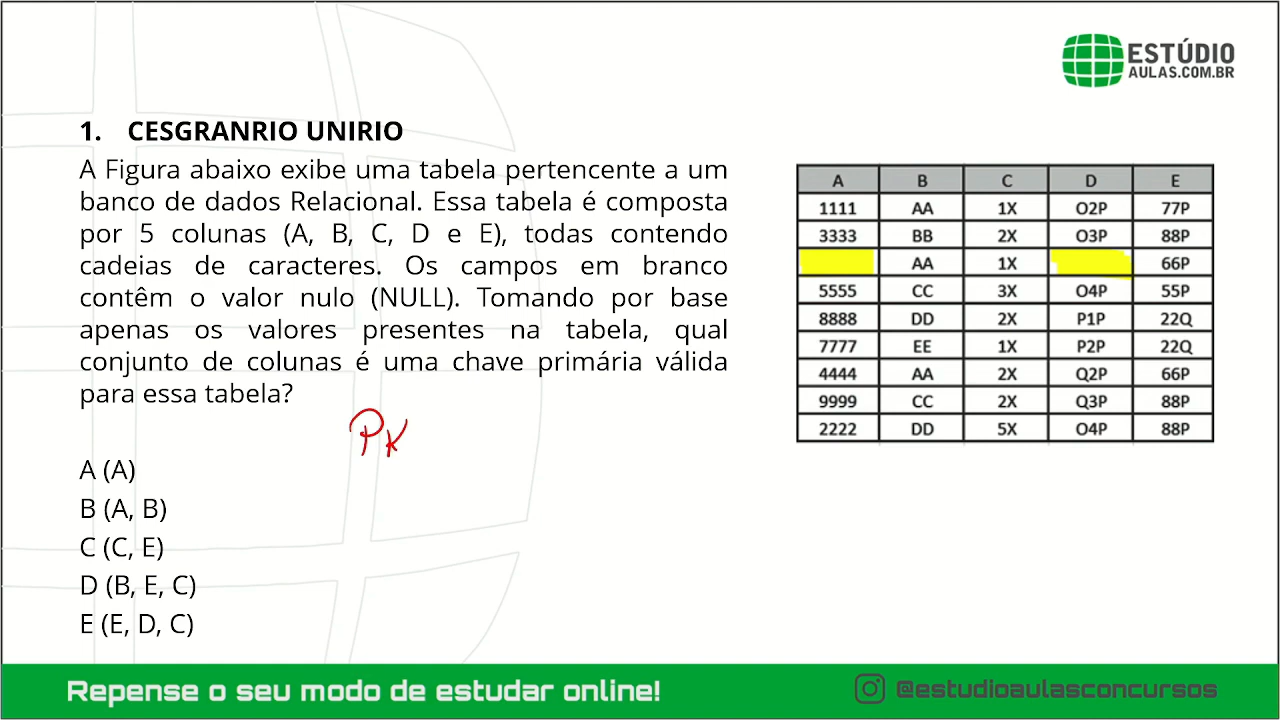 ESTÚDIO
AULAS.COM.BR
1. CESGRANRIO UNIRIO
A Figura abaixo exibe uma tabela pertencente a um
banco de dados Relacional. Essa tabela é composta
por 5 colunas (A, B, C, D e E), todas contendo
cadeias de caracteres. Os campos em branco
contêm o valor nulo (NULL). Tomando por base
apenas os valores presentes na tabela, qual
conjunto de colunas é uma chave primária válida
para essa tabela?
PK
A (A)
B (A, B)
C (C, E)
D (B, E, C)
E (E, D, C)
A B C D E
1111 AA 1X O2P 77P
3333 BB 2X O3P 88P
AA 1X 66P
5555 CC 3X O4P 55P
8888 DD 2X P1P 22Q
7777 EE 1X P2P 22Q
4444 AA 2X Q2P 66P
9999 CC 2X Q3P 88P
2222 DD 5X O4P 88P
Repense o seu modo de estudar online!
@estudioaulasconcursos